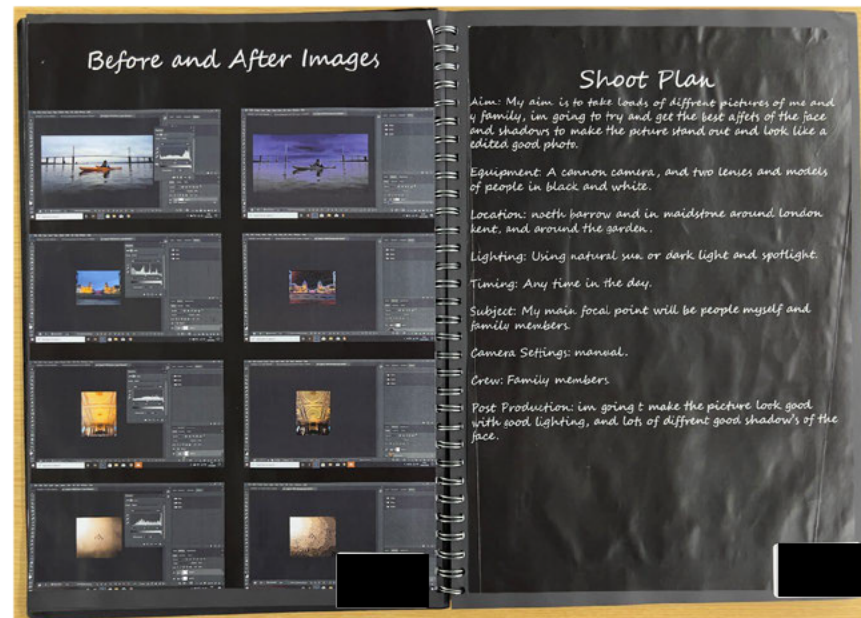 Before and After Images
Shoot Plan
Aim: My aim is to take loads of diffrent pictures of me and
y family, im going to try and get the best affets of the face
and shadows to make the picture stand out and look like a
edited good photo.
Equipment: A cannon camera, and two lenses and models
of people in black and white.
Location: noeth barrow and in maidstone around london
kent, and around the garden.
Lighting: Using natural sun or dark light and spotlight.
Timing: Any time in the day.
Subject: My main focal point will be people myself and
family members.
Camera Settings: manual.
Crew: Family members
Post Production: im going t make the picture look good
with good lighting, and lots of diffrent good shadow's of the
face.